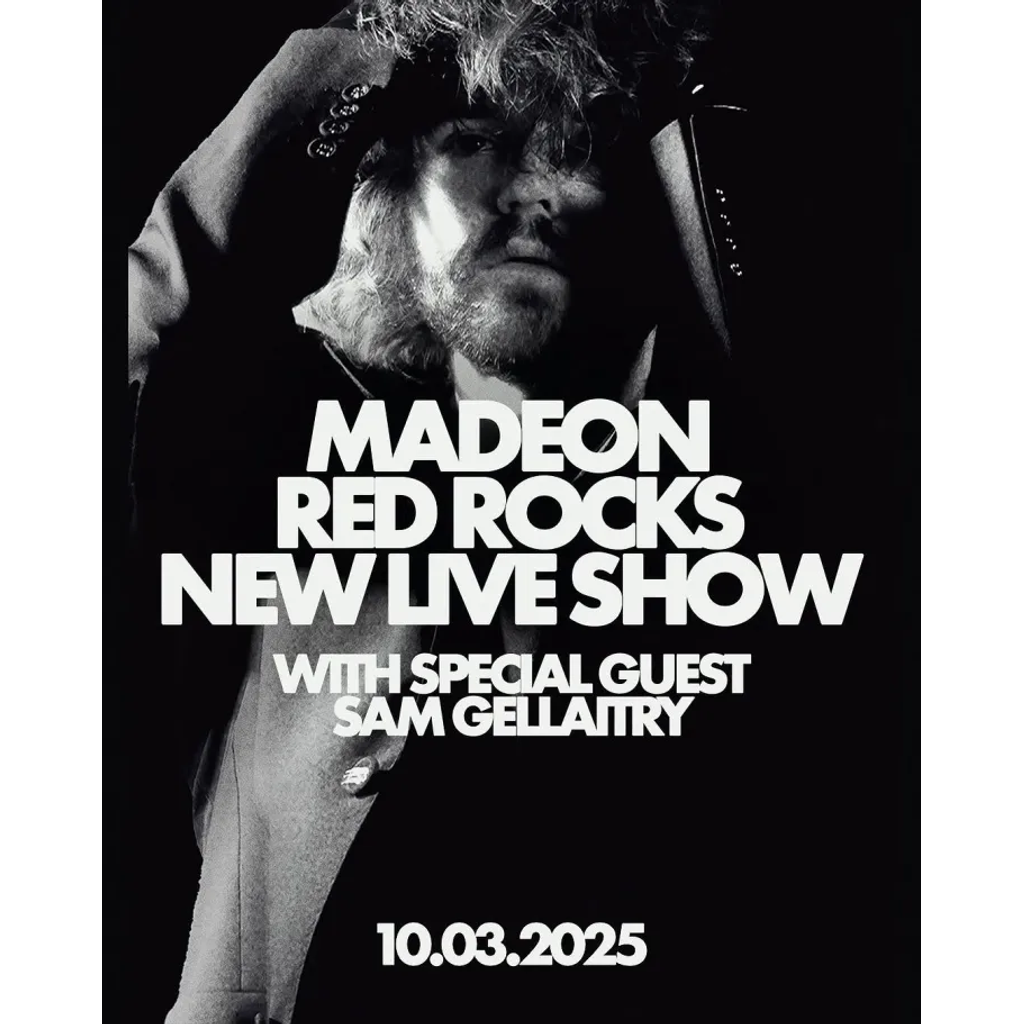 MADEON
RED ROCKS
NEW LIVE SHOW
WITH SPECIAL GUEST
SAM GELLAITRY
10.03.2025